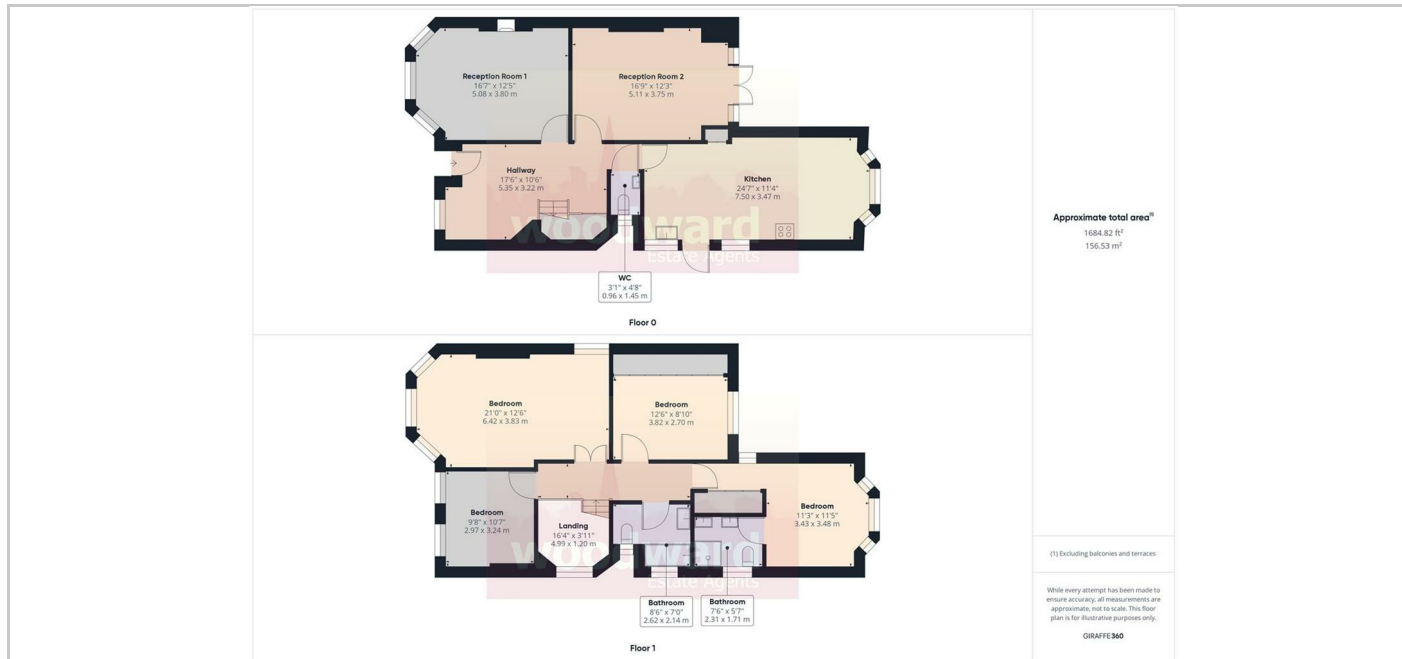 Reception Room 1
16'7" x 12'5"
5.08 x 3.80 m
Reception Room 2
16'9" x 12'3"
5.11 x 3.75 m
Hallway
17'6" x 10'6"
5.35 x 3.22 m
Kitchen
24'7" x 11'4"
7.50 x 3.47 m
woodward
Estate Agents
WC
3'1" x 4'8"
0.96 x 1.45 m
Floor 0
Approximate total area(1)
1684.82 ft²
156.53 m²
Bedroom
21'0" x 12'6"
6.42 x 3.83 m
Bedroom
12'6" x 8'10"
3.82 x 2.70 m
Bedroom
9'8" x 10'7"
2.97 x 3.24 m
Landing
16'4" x 3'11"
4.99 x 1.20 m
Bedroom
11'3" x 11'5"
3.43 x 3.48 m
woodward
Estate Agents
Bathroom
8'6" x 7'0"
2.62 x 2.14 m
Bathroom
7'6" x 5'7"
2.31 x 1.71 m
Floor 1
(1) Excluding balconies and terraces
While every attempt has been made to
ensure accuracy, all measurements are
approximate, not to scale. This floor
plan is for illustrative purposes only.
GIRAFFE360